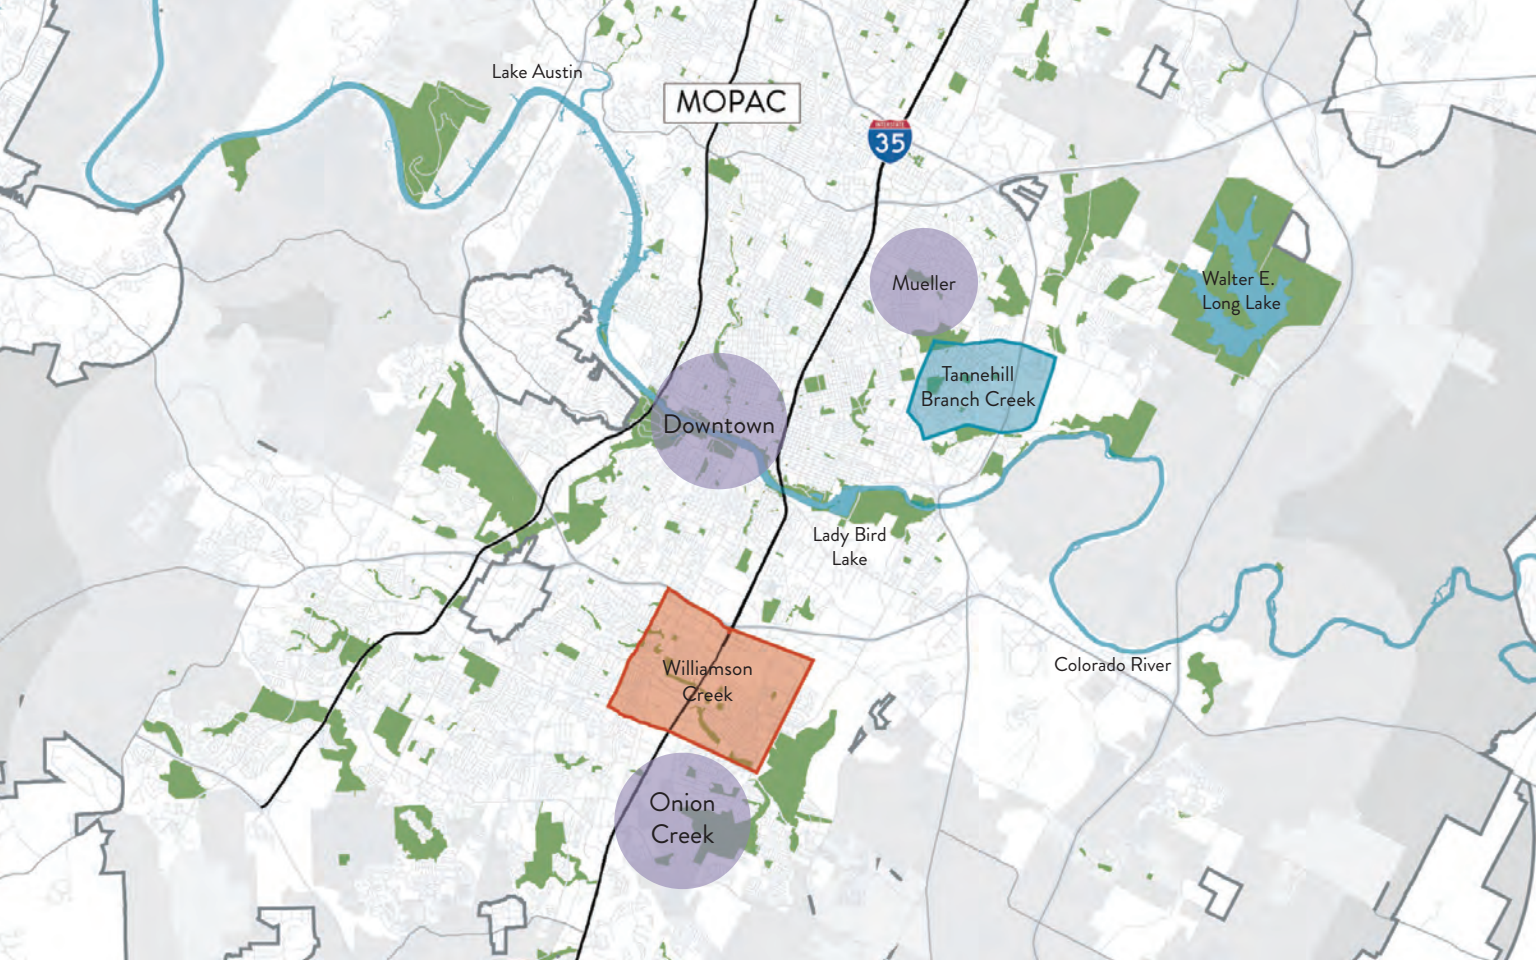 Lake Austin
MOPAC
INTERSTATE
35
Mueller
Walter E.
Long Lake
Tannehill
Branch Creek
Downtown
Lady Bird
Lake
Williamson
Creek
Colorado River
Onion
Creek